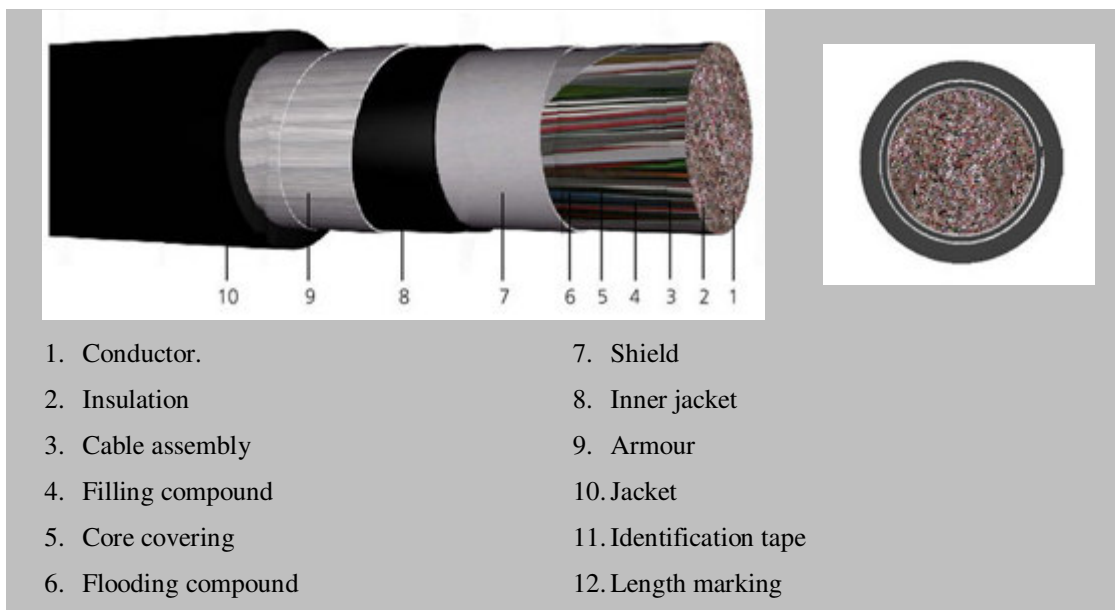 10 9 8 7 6 5 4 3 2 1
1. Conductor.
2. Insulation
3. Cable assembly
4. Filling compound
5. Core covering
6. Flooding compound
7. Shield
8. Inner jacket
9. Armour
10. Jacket
11. Identification tape
12. Length marking